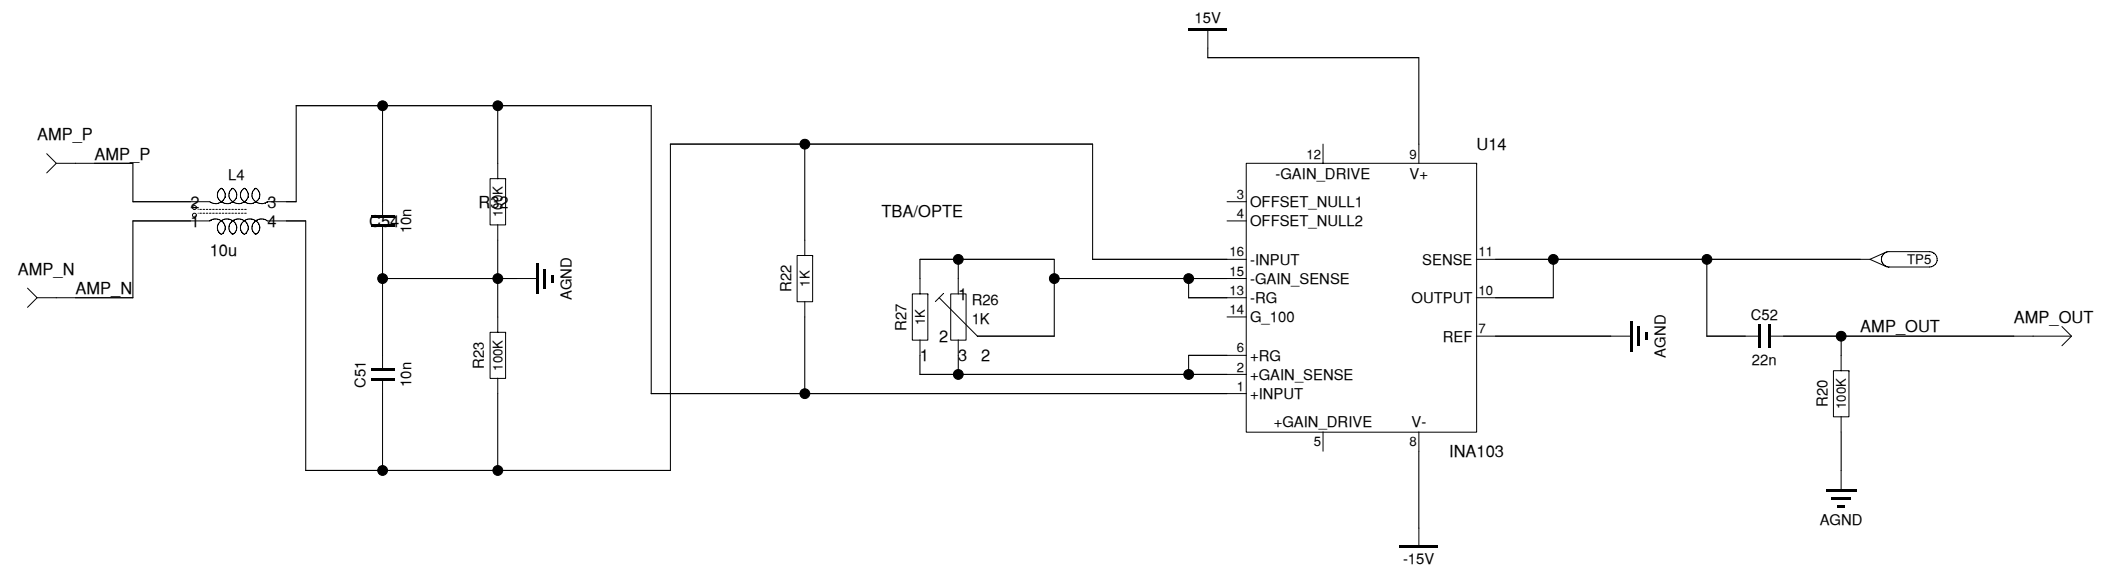 15V
AMP_P
AMP_P
L4
2
3
1
4
10u
AMP_N
AMP_N
10n
100K
AGND
C51
10n
R23
100K
R22
1K
TBA/OPTE
R27
1K
1
R26
1K
2
1
3
2
U14
12
9
-GAIN_DRIVE
V+
3
OFFSET_NULL1
4
OFFSET_NULL2
16
-INPUT
15
-GAIN_SENSE
13
-RG
14
G_100
6
+RG
2
+GAIN_SENSE
1
+INPUT
+GAIN_DRIVE
V-
5
8
SENSE
11
OUTPUT
10
REF
7
INA103
-15V
AGND
TP5
C52
22n
AMP_OUT
AMP_OUT
R20
100K
AGND